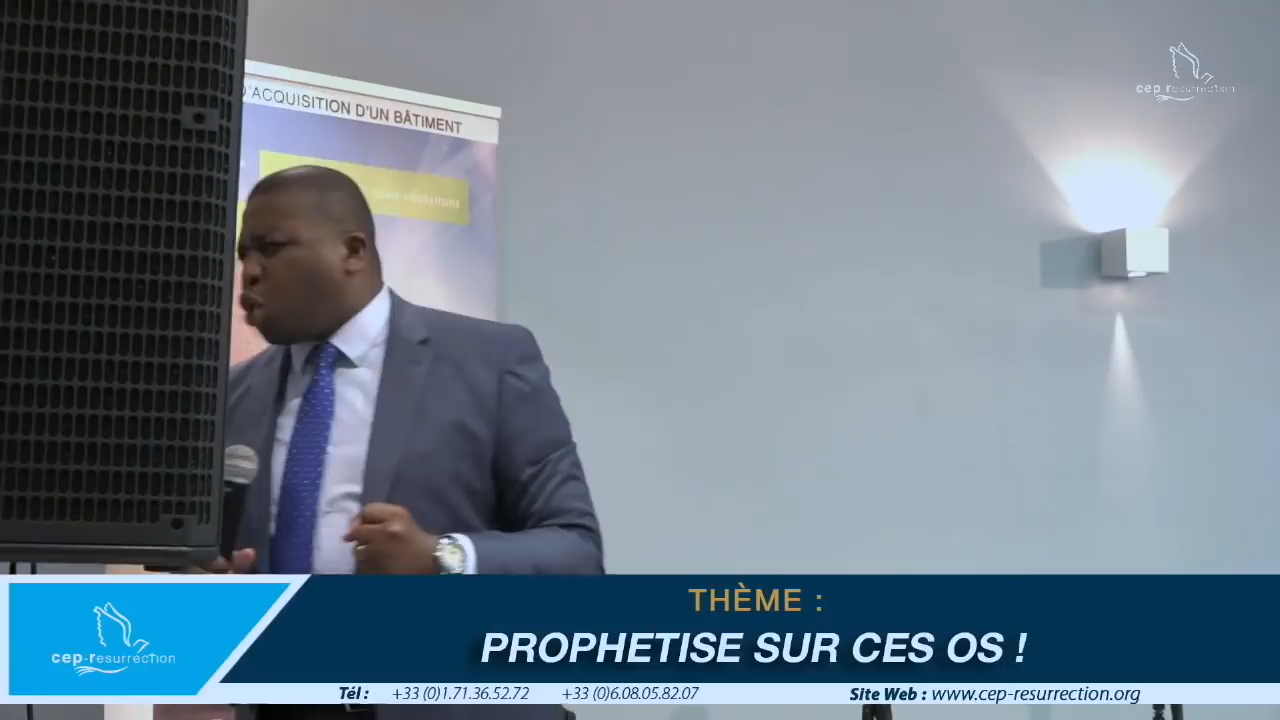 D'ACQUISITION D'UN BÂTIMENT
cep-resurrection
THÈME :
PROPHETISE SUR CES OS !
cep-resurrection
Tél : +33 (0)1.71.36.52.72 +33 (0)6.08.05.82.07 Site Web : www.cep-resurrection.org